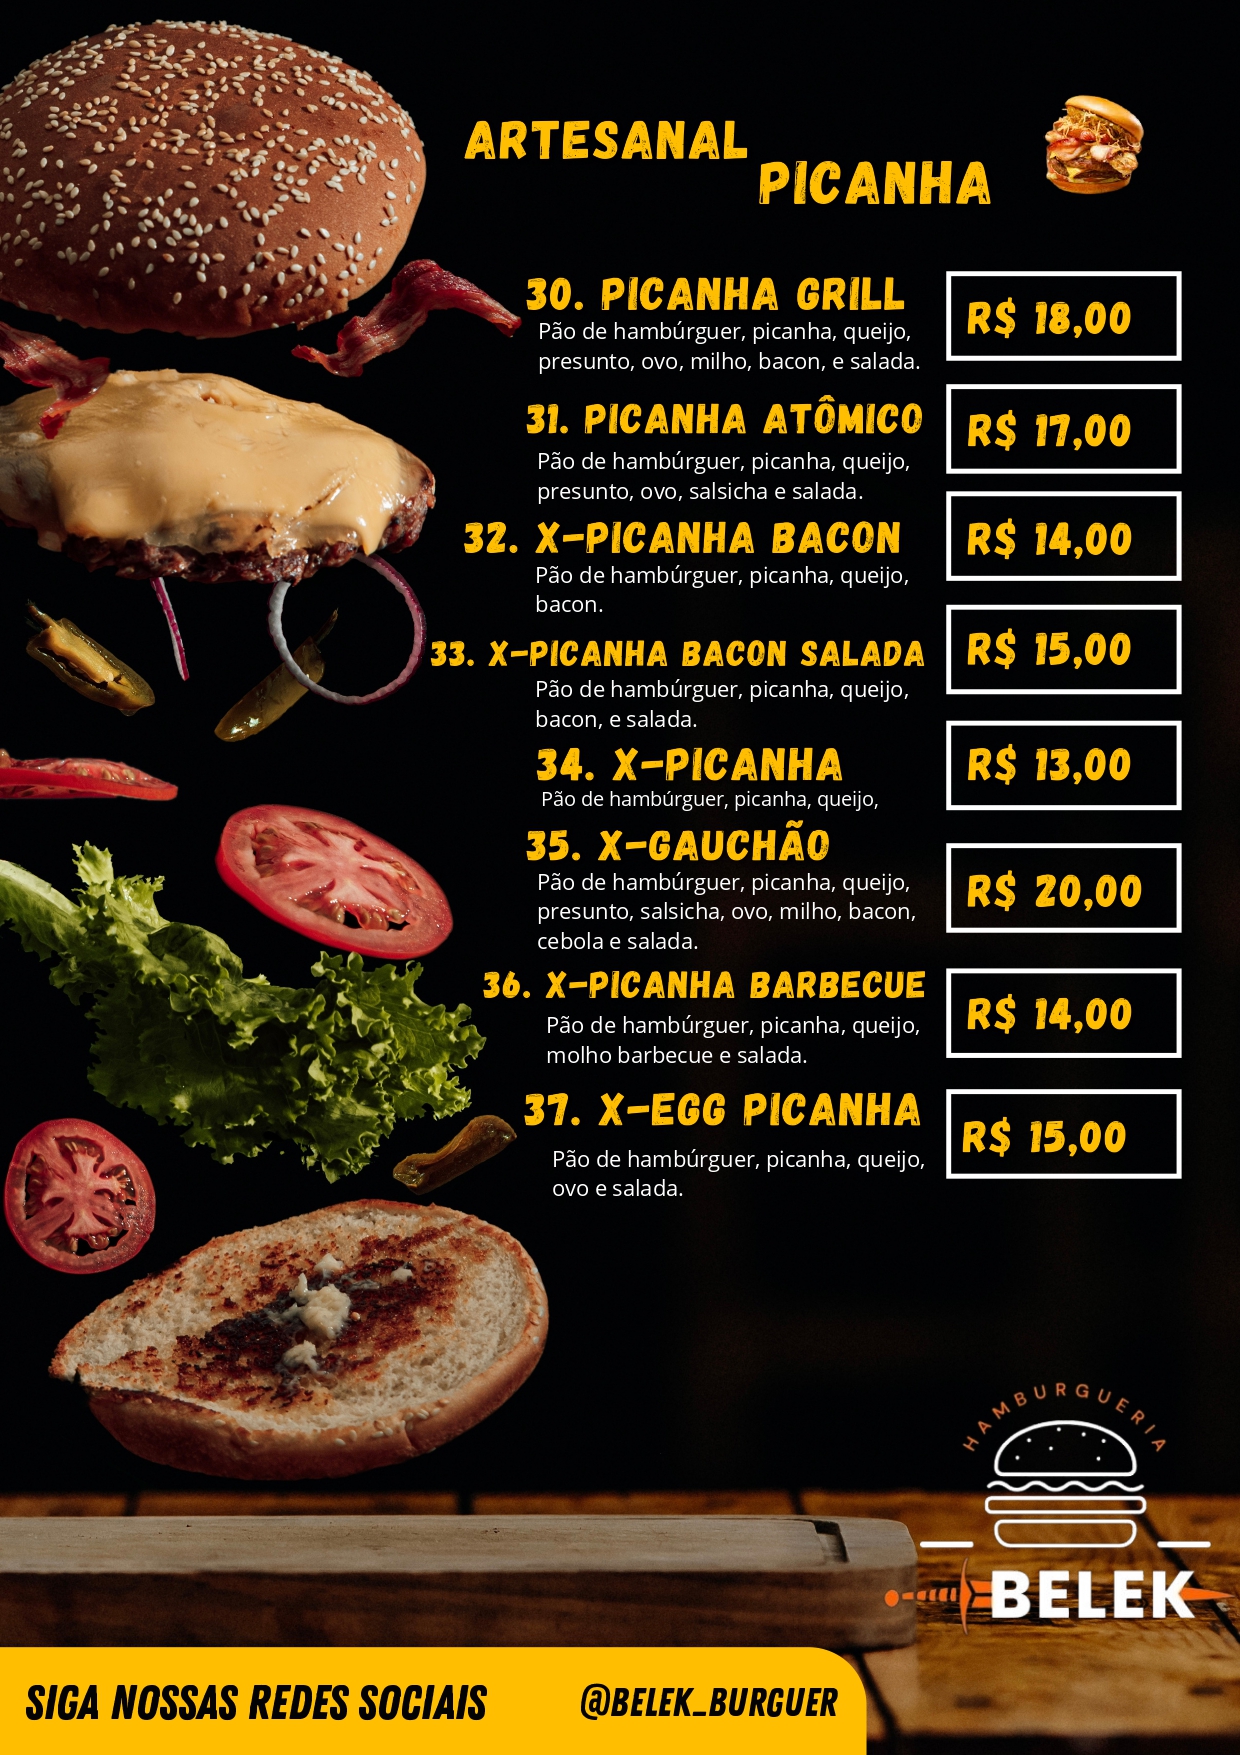 ARTESANAL
PICANHA
30. PICANHA GRILL
R$ 18,00
Pão de hambúrguer, picanha, queijo,
presunto, ovo, milho, bacon, e salada.
31. PICANHA ATÔMICO
R$ 17,00
Pão de hambúrguer, picanha, queijo,
presunto, ovo, salsicha e salada.
32. X-PICANHA BACON
R$ 14,00
Pão de hambúrguer, picanha, queijo,
bacon.
33. X-PICANHA BACON SALADA
R$ 15,00
Pão de hambúrguer, picanha, queijo,
bacon, e salada.
34. X-PICANHA
R$ 13,00
Pão de hambúrguer, picanha, queijo,
35. X-GAUCHÃO
R$ 20,00
Pão de hambúrguer, picanha, queijo,
presunto, salsicha, ovo, milho, bacon,
cebola e salada.
36. X-PICANHA BARBECUE
R$ 14,00
Pão de hambúrguer, picanha, queijo,
molho barbecue e salada.
37. X-EGG PICANHA
R$ 15,00
Pão de hambúrguer, picanha, queijo,
ovo e salada.
HAMBURGUERIA
BELEK
SIGA NOSSAS REDES SOCIAIS
@BELEK_BURGUER